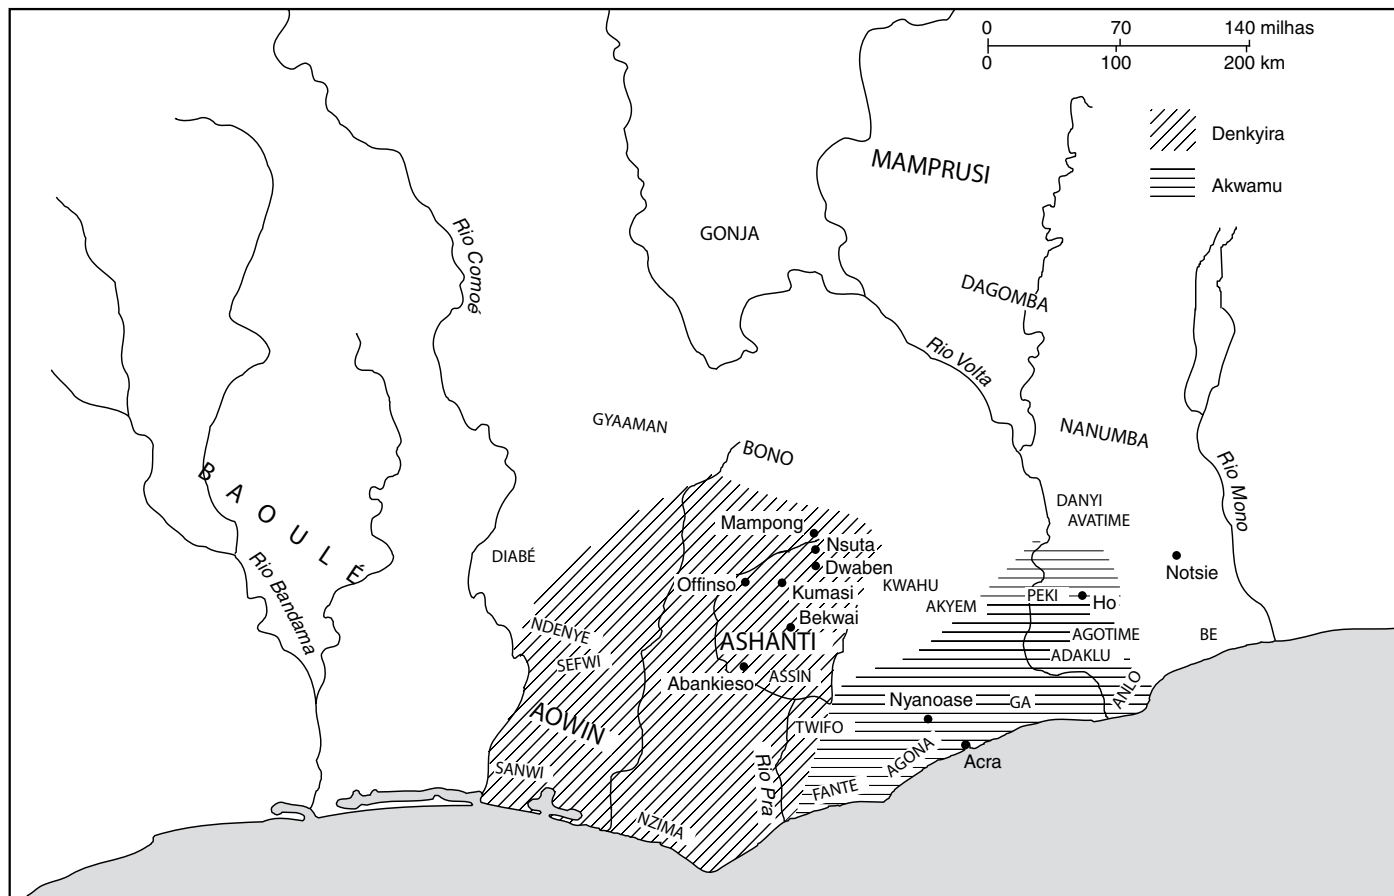 0 70 140 milhas
0 100 200 km
Denkyira
Akwamu
MAMPRUSI
Rio Comoé
GONJA
DAGOMBA
Rio Volta
GYAAMAN
BONO
NANUMBA
BAOULÉ
Rio Mono
DANYI
AVATIME
Mampong
Nsuta
DIABÉ
Dwaben
Notsie
Offinso
Kumasi
KWAHU
Rio Bandama
PEKI
Ho
AKYEM
Bekwai
NDENYE
ASHANTI
AGOTIME
BE
SEFWI
ADAKLU
Abankieso
ASSIN
ANLO
Nyanoase
GA
AOWIN
TWIFO
AGONA
Acra
SANWI
Rio Pra
FANTE
NZIMA